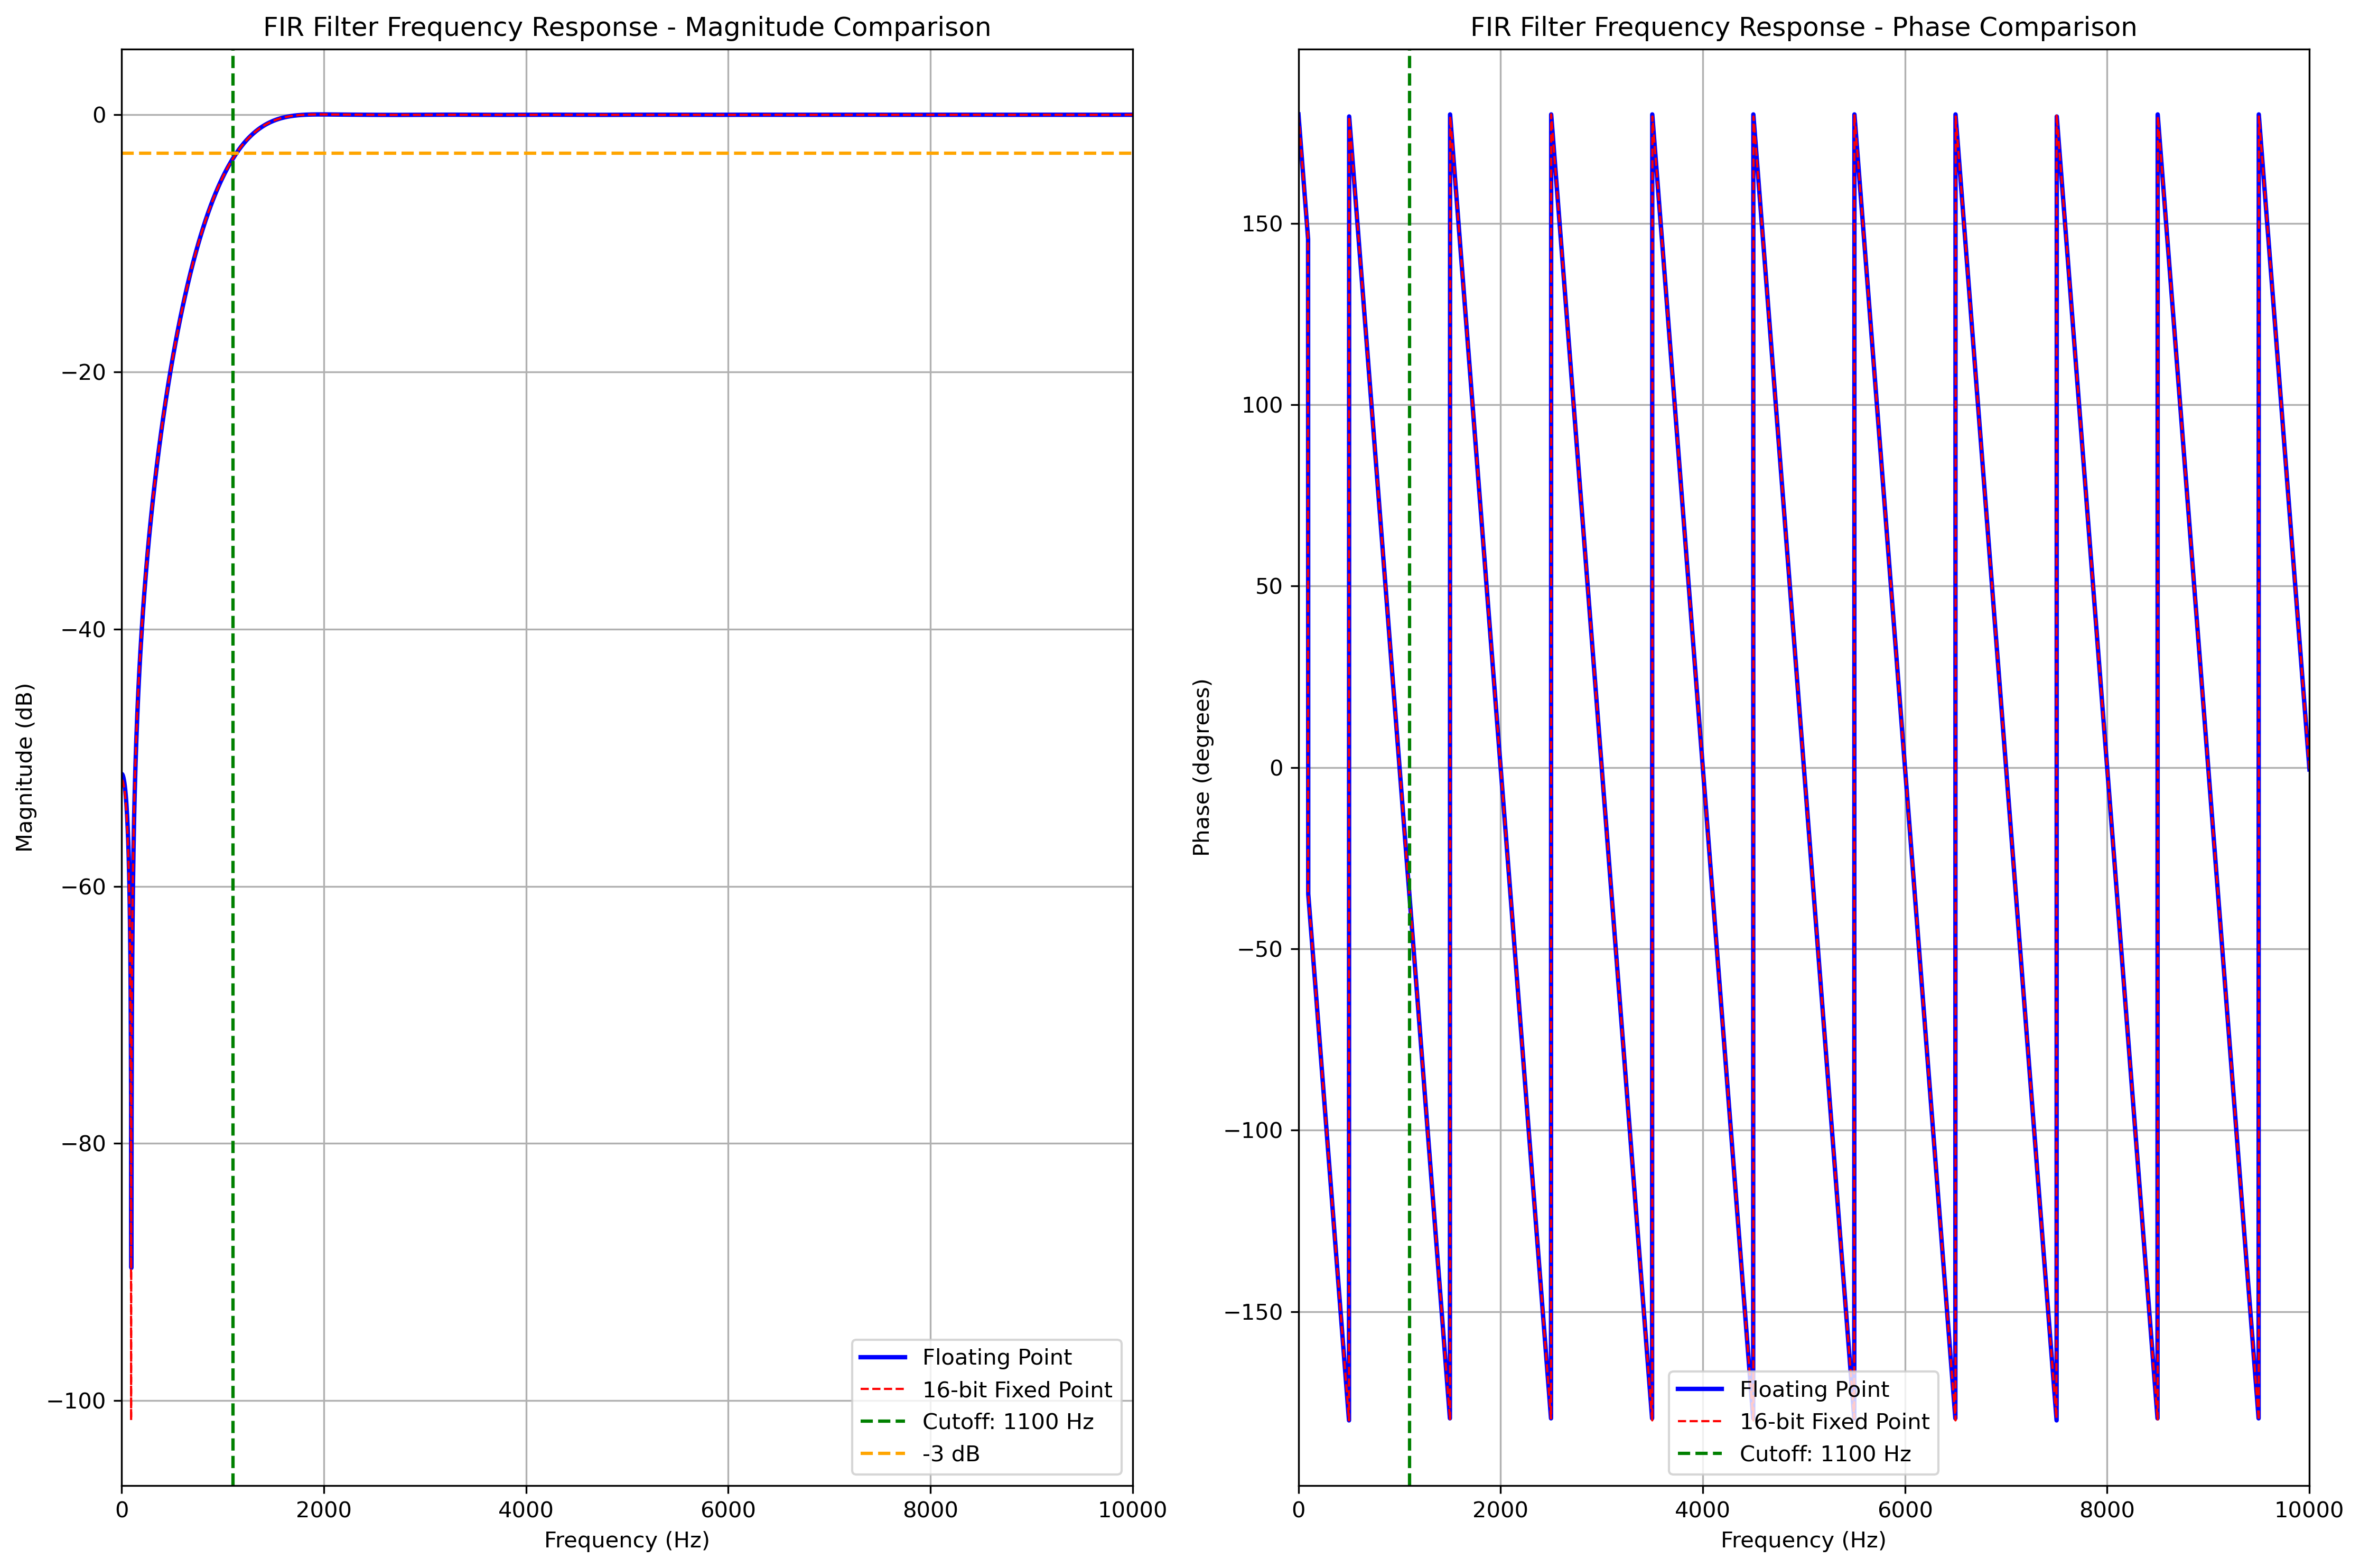 FIR Filter Frequency Response - Magnitude Comparison
0
−20
−40
−60
−80
−100
Magnitude (dB)
0
2000
4000
6000
8000
10000
Frequency (Hz)
Floating Point
16-bit Fixed Point
Cutoff: 1100 Hz
-3 dB
FIR Filter Frequency Response - Phase Comparison
150
100
50
0
−50
−100
−150
Phase (degrees)
0
2000
4000
6000
8000
10000
Frequency (Hz)
Floating Point
16-bit Fixed Point
Cutoff: 1100 Hz